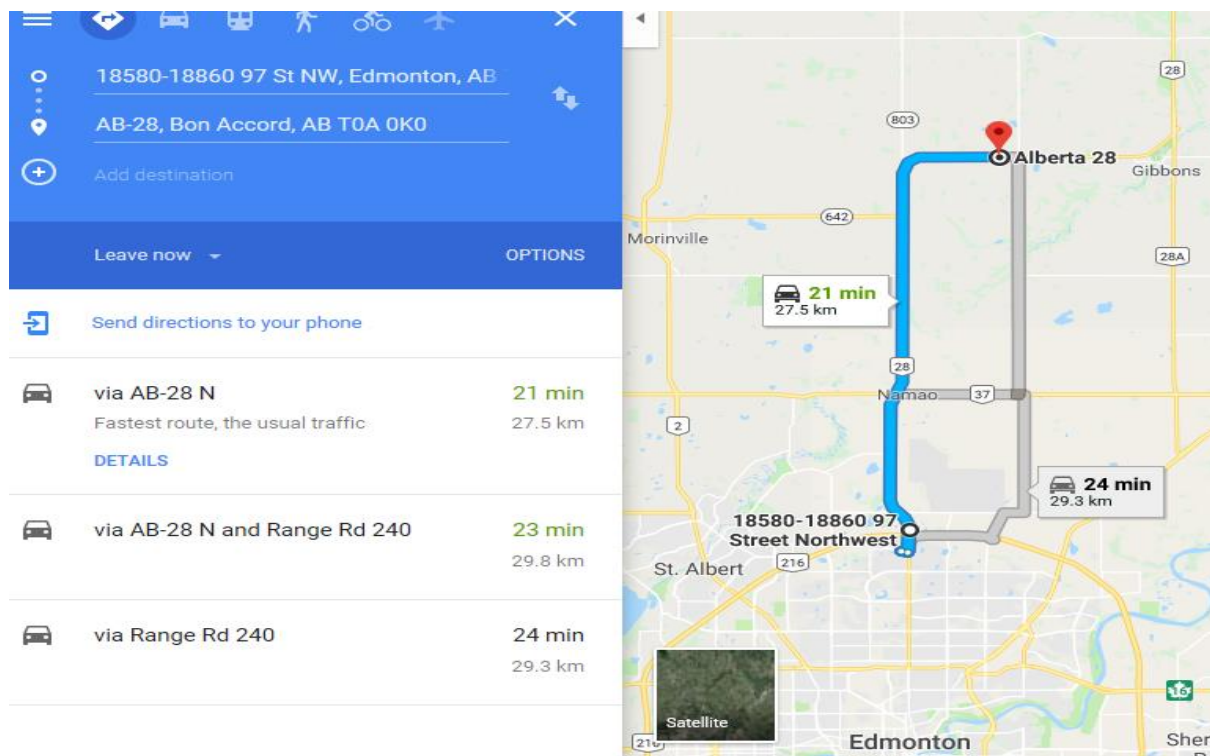 18580-18860 97 St NW, Edmonton, AB
AB-28, Bon Accord, AB T0A 0K0
Add destination
Leave now
OPTIONS
Send directions to your phone
via AB-28 N
21 min
Fastest route, the usual traffic
27.5 km
DETAILS
via AB-28 N and Range Rd 240
23 min
29.8 km
via Range Rd 240
24 min
29.3 km
28
803
Alberta 28
Gibbons
642
Morinville
28A
21 min
27.5 km
28
Namao
37
2
24 min
29.3 km
18580-18860 97
Street Northwest
216
St. Albert
16
Satellite
216
Edmonton
Sher